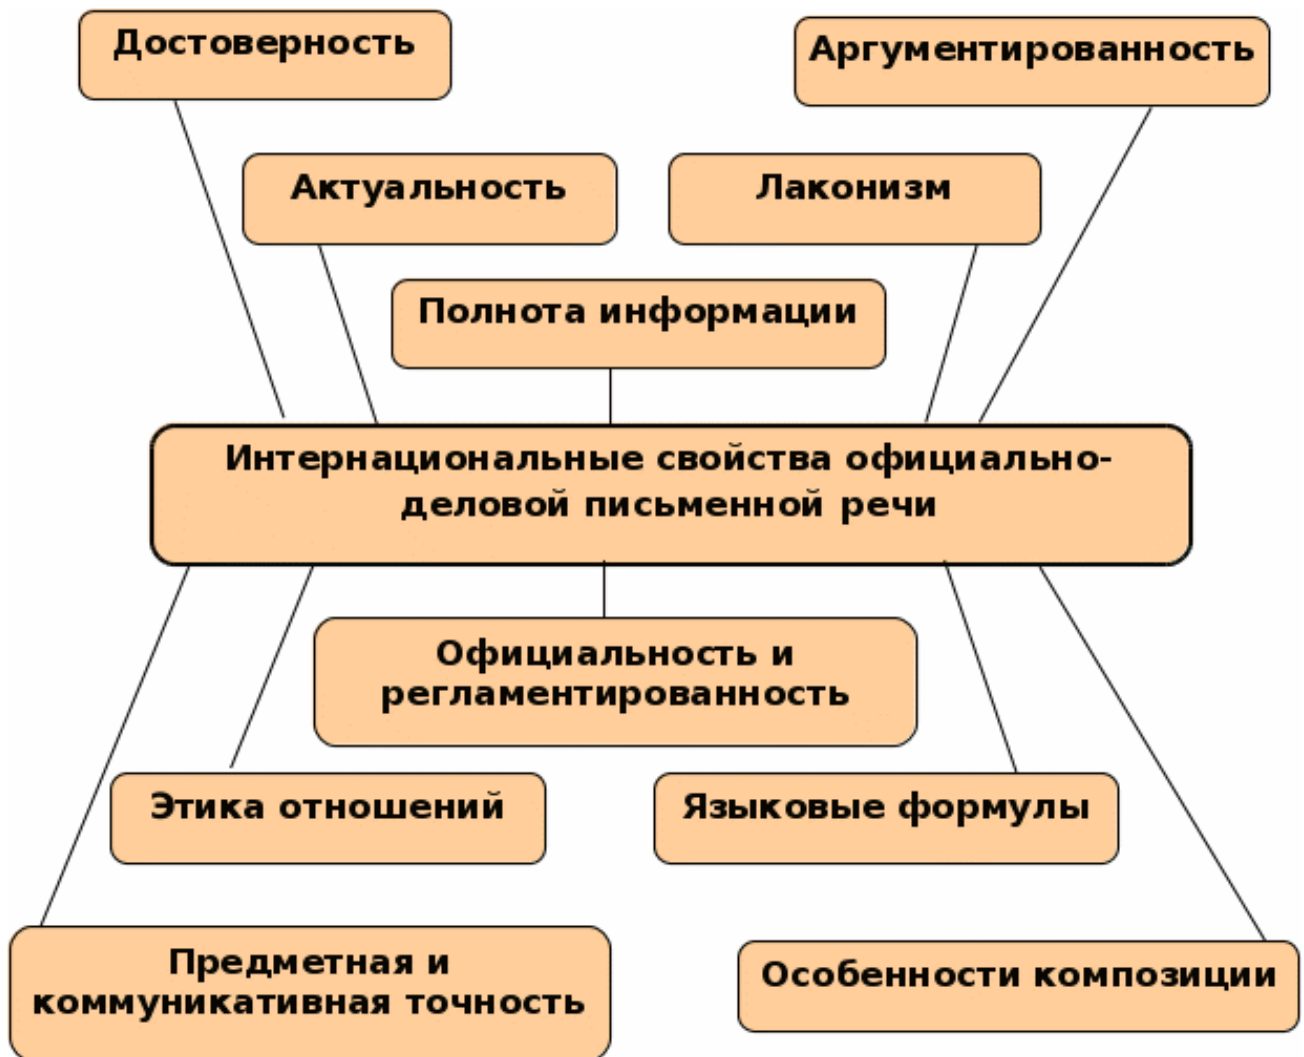 Достоверность
Аргументированность
Актуальность
Лаконизм
Полнота информации
Интернациональные свойства официально-
деловой письменной речи
Официальность и
регламентированность
Этика отношений
Языковые формулы
Предметная и
коммуникативная точность
Особенности композиции